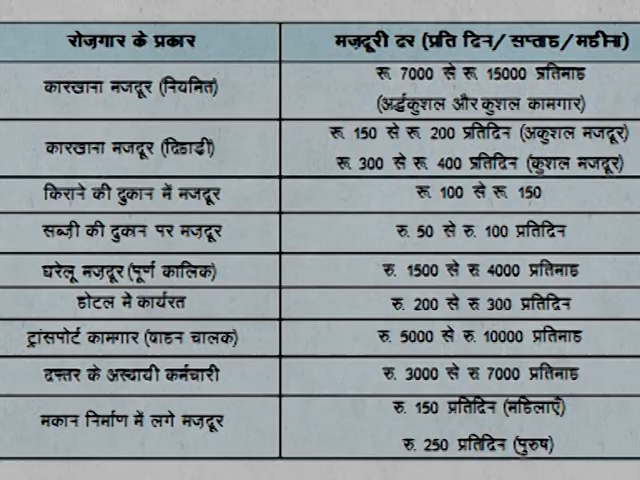 रोज़गार के प्रकार
मज़दूरी दर (प्रति दिन/ सप्ताह/महीना)
कारखाना मजदूर (नियमित)
रू 7000 से रू 15000 प्रतिमाह
(अर्द्धकुशल और कुशल कामगार)
कारखाना मजदूर (दिहाड़ी)
रू. 150 से रू. 200 प्रतिदिन (अकुशल मजदूर)
रू. 300 से रू. 400 प्रतिदिन (कुशल मजदूर)
किराने की दुकान में मजदूर
रू. 100 से रू. 150
सब्ज़ी की दुकान पर मज़दूर
रु. 50 से रु. 100 प्रतिदिन
घरेलू मज़दूर (पूर्ण कालिक)
रू. 1500 से रू 4000 प्रतिमाह
होटल में कार्यरत
रु. 200 से रू 300 प्रतिदिन
ट्रांसपोर्ट कामगार (वाहन चालक)
रु. 5000 से रु. 10000 प्रतिमाह
दफ़्तर के अस्थायी कर्मचारी
रु. 3000 से रु 7000 प्रतिमाह
मकान निर्माण में लगे मज़दूर
रु. 150 प्रतिदिन (महिलाएँ)
रु. 250 प्रतिदिन (पुरुष)